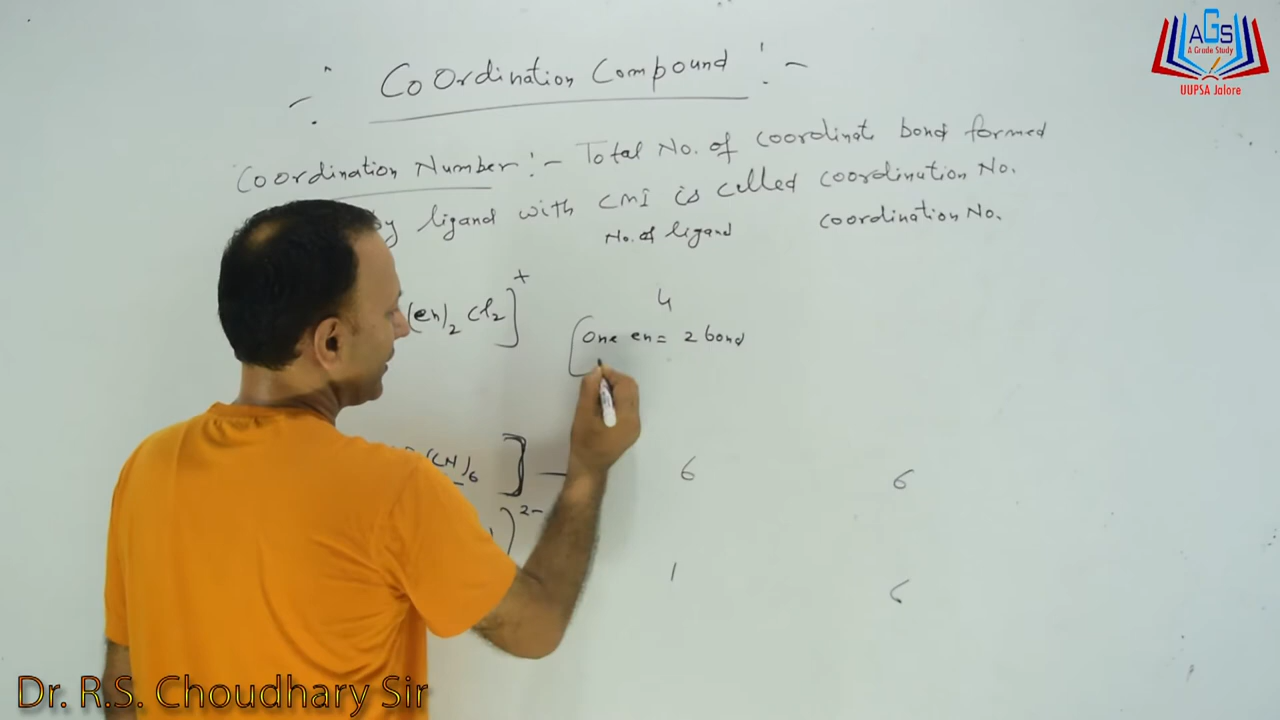 AGS
A Grade Study
UUPSA Jalore
:- Coordination Compound :-
Coordination Number :- Total No. of coordinat bond formed
by ligand with CMI is called coordination No.
No. of ligand coordination No.
(en)2 Cl2]+ 4
[One en = 2 bond
(CN)6 ] — 6 6
)2- 1 6
Dr. R.S. Choudhary Sir